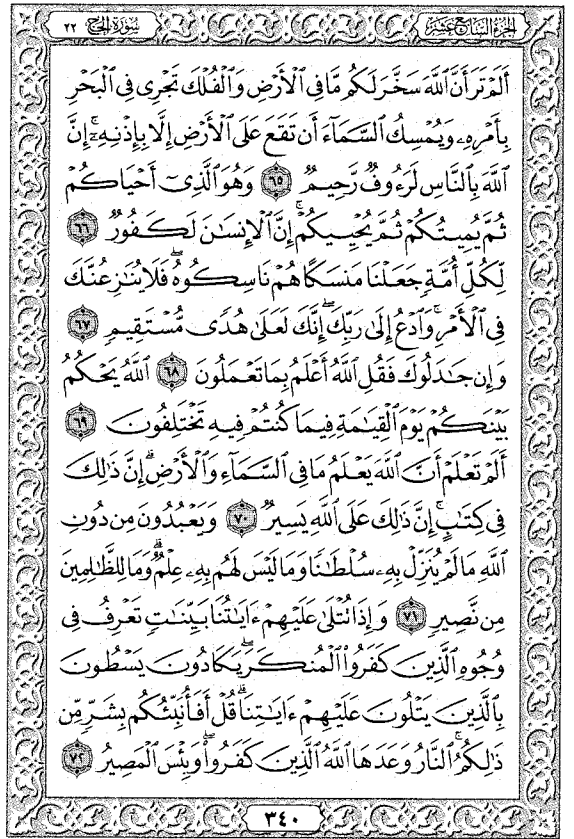 الجزء السابع عشر
سورة الحج ٢٢
أَلَمْ تَرَ أَنَّ ٱللَّهَ سَخَّرَ لَكُم مَّا فِى ٱلْأَرْضِ وَٱلْفُلْكَ تَجْرِى فِى ٱلْبَحْرِ
بِأَمْرِهِۦ وَيُمْسِكُ ٱلسَّمَآءَ أَن تَقَعَ عَلَى ٱلْأَرْضِ إِلَّا بِإِذْنِهِۦٓ ۗ إِنَّ
ٱللَّهَ بِٱلنَّاسِ لَرَءُوفٌ رَّحِيمٌ ٦٥ وَهُوَ ٱلَّذِىٓ أَحْيَاكُمْ
ثُمَّ يُمِيتُكُمْ ثُمَّ يُحْيِيكُمْ ۗ إِنَّ ٱلْإِنسَٰنَ لَكَفُورٌ ٦٦
لِّكُلِّ أُمَّةٍ جَعَلْنَا مَنسَكًا هُمْ نَاسِكُوهُ ۖ فَلَا يُنَٰزِعُنَّكَ
فِى ٱلْأَمْرِ ۚ وَٱدْعُ إِلَىٰ رَبِّكَ ۖ إِنَّكَ لَعَلَىٰ هُدًى مُّسْتَقِيمٍ ٦٧
وَإِن جَٰدَلُوكَ فَقُلِ ٱللَّهُ أَعْلَمُ بِمَا تَعْمَلُونَ ٦٨ ٱللَّهُ يَحْكُمُ
بَيْنَكُمْ يَوْمَ ٱلْقِيَٰمَةِ فِيمَا كُنتُمْ فِيهِ تَخْتَلِفُونَ ٦٩
أَلَمْ تَعْلَمْ أَنَّ ٱللَّهَ يَعْلَمُ مَا فِى ٱلسَّمَآءِ وَٱلْأَرْضِ ۗ إِنَّ ذَٰلِكَ
فِى كِتَٰبٍ ۚ إِنَّ ذَٰلِكَ عَلَى ٱللَّهِ يَسِيرٌ ٧٠ وَيَعْبُدُونَ مِن دُونِ
ٱللَّهِ مَا لَمْ يُنَزِّلْ بِهِۦ سُلْطَٰنًا وَمَا لَيْسَ لَهُم بِهِۦ عِلْمٌ ۗ وَمَا لِلظَّٰلِمِينَ
مِن نَّصِيرٍ ٧١ وَإِذَا تُتْلَىٰ عَلَيْهِمْ ءَايَٰتُنَا بَيِّنَٰتٍ تَعْرِفُ فِى
وُجُوهِ ٱلَّذِينَ كَفَرُوا۟ ٱلْمُنكَرَ ۖ يَكَادُونَ يَسْطُونَ
بِٱلَّذِينَ يَتْلُونَ عَلَيْهِمْ ءَايَٰتِنَا ۗ قُلْ أَفَأُنَبِّئُكُم بِشَرٍّ مِّن
ذَٰلِكُمُ ۗ ٱلنَّارُ وَعَدَهَا ٱللَّهُ ٱلَّذِينَ كَفَرُوا۟ ۖ وَبِئْسَ ٱلْمَصِيرُ ٧٢
٣٤٠